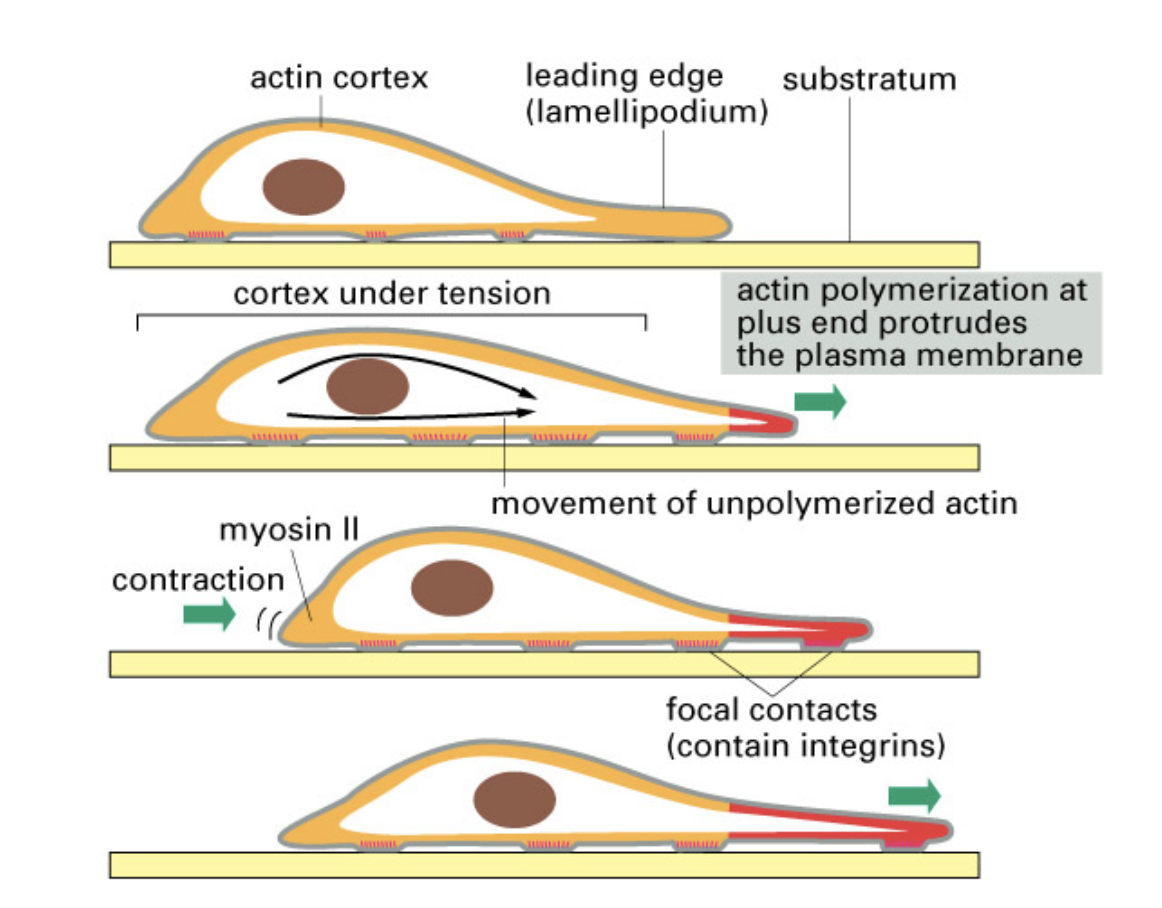 actin cortex
leading edge
(lamellipodium)
substratum
cortex under tension
actin polymerization at
plus end protrudes
the plasma membrane
movement of unpolymerized actin
myosin II
contraction
focal contacts
(contain integrins)